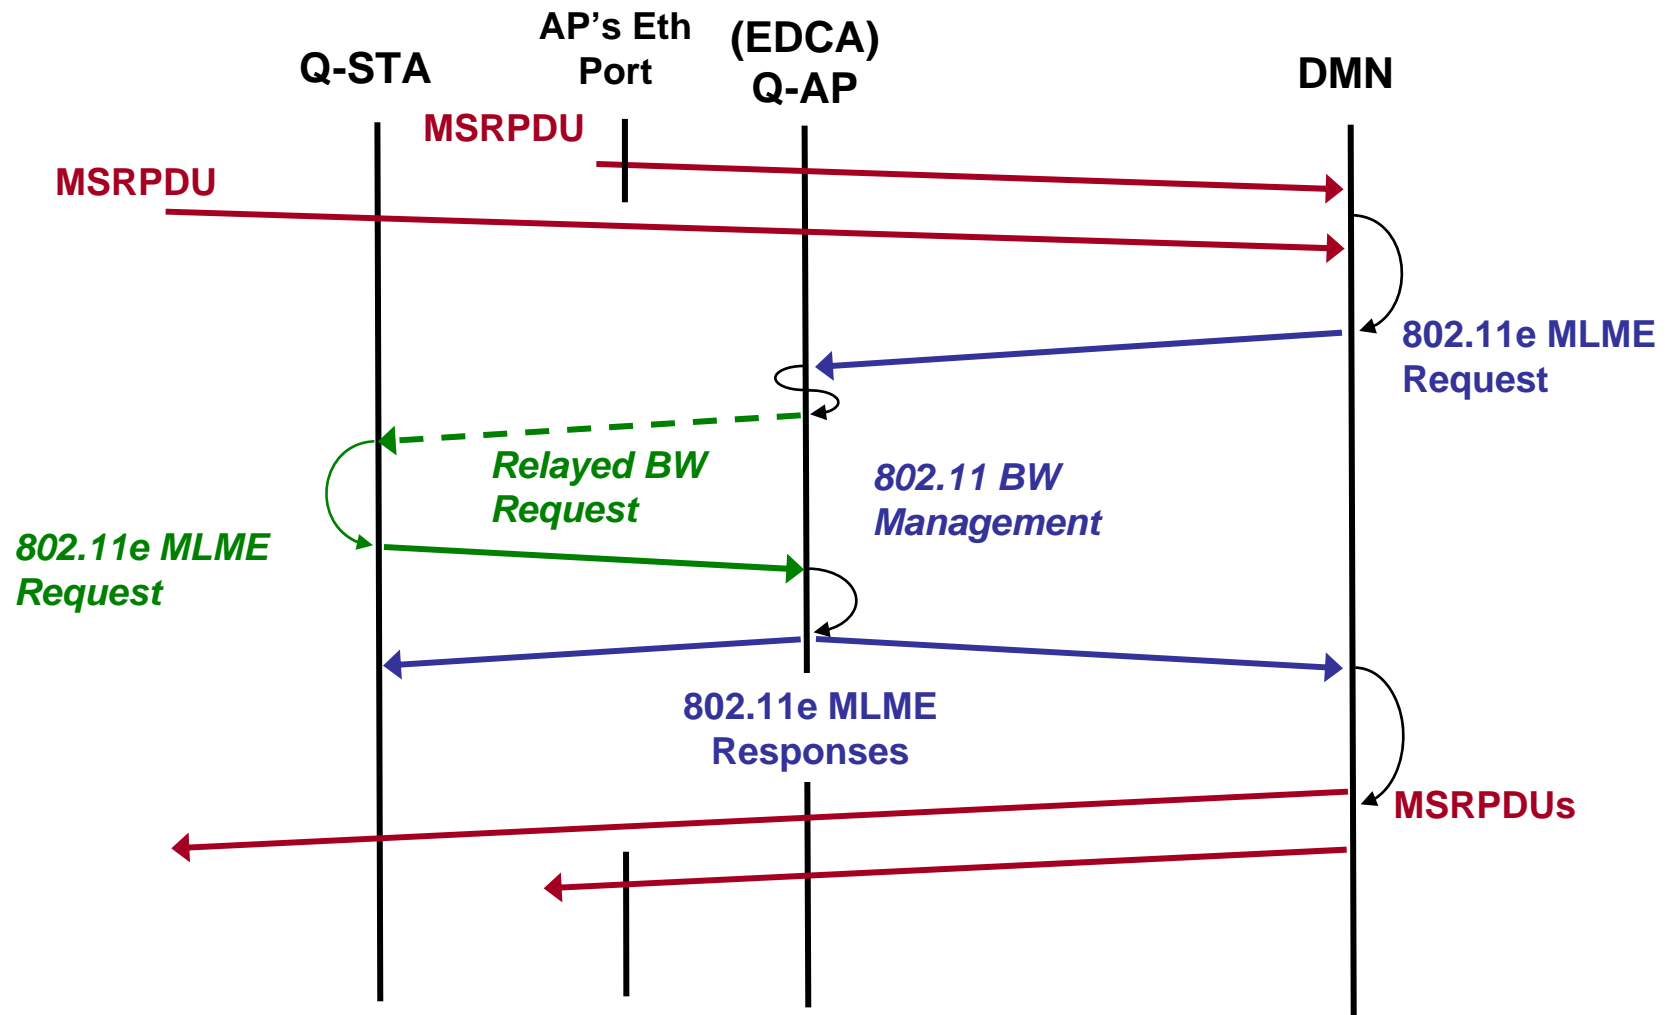 AP’s Eth
Port
(EDCA)
Q-AP
Q-STA
DMN
MSRPDU
MSRPDU
802.11e MLME
Request
Relayed BW
Request
802.11 BW
Management
802.11e MLME
Request
802.11e MLME
Responses
MSRPDUs